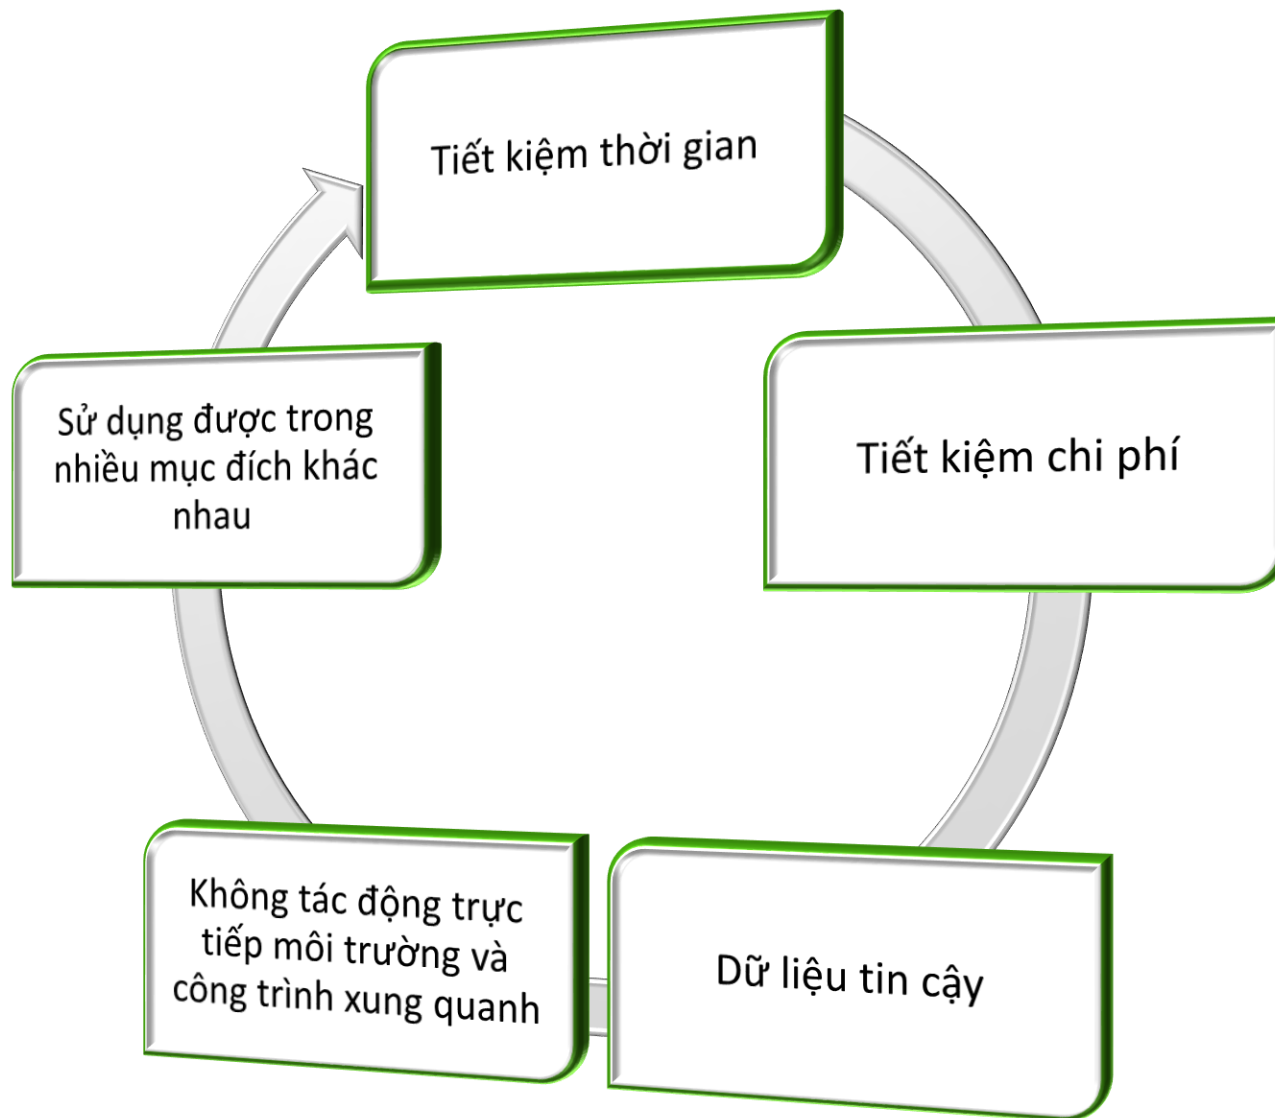 Tiết kiệm thời gian
Tiết kiệm chi phí
Dữ liệu tin cậy
Không tác động trực
tiếp môi trường và
công trình xung quanh
Sử dụng được trong
nhiều mục đích khác
nhau